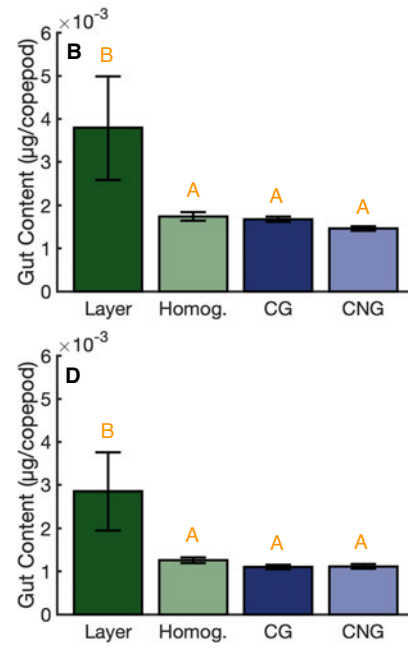 ×10⁻³
B
B
A
A
A
Gut Content (µg/copepod)
6
5
4
3
2
1
0
Layer Homog. CG CNG
×10⁻³
D
B
A
A
A
Gut Content (µg/copepod)
6
5
4
3
2
1
0
Layer Homog. CG CNG